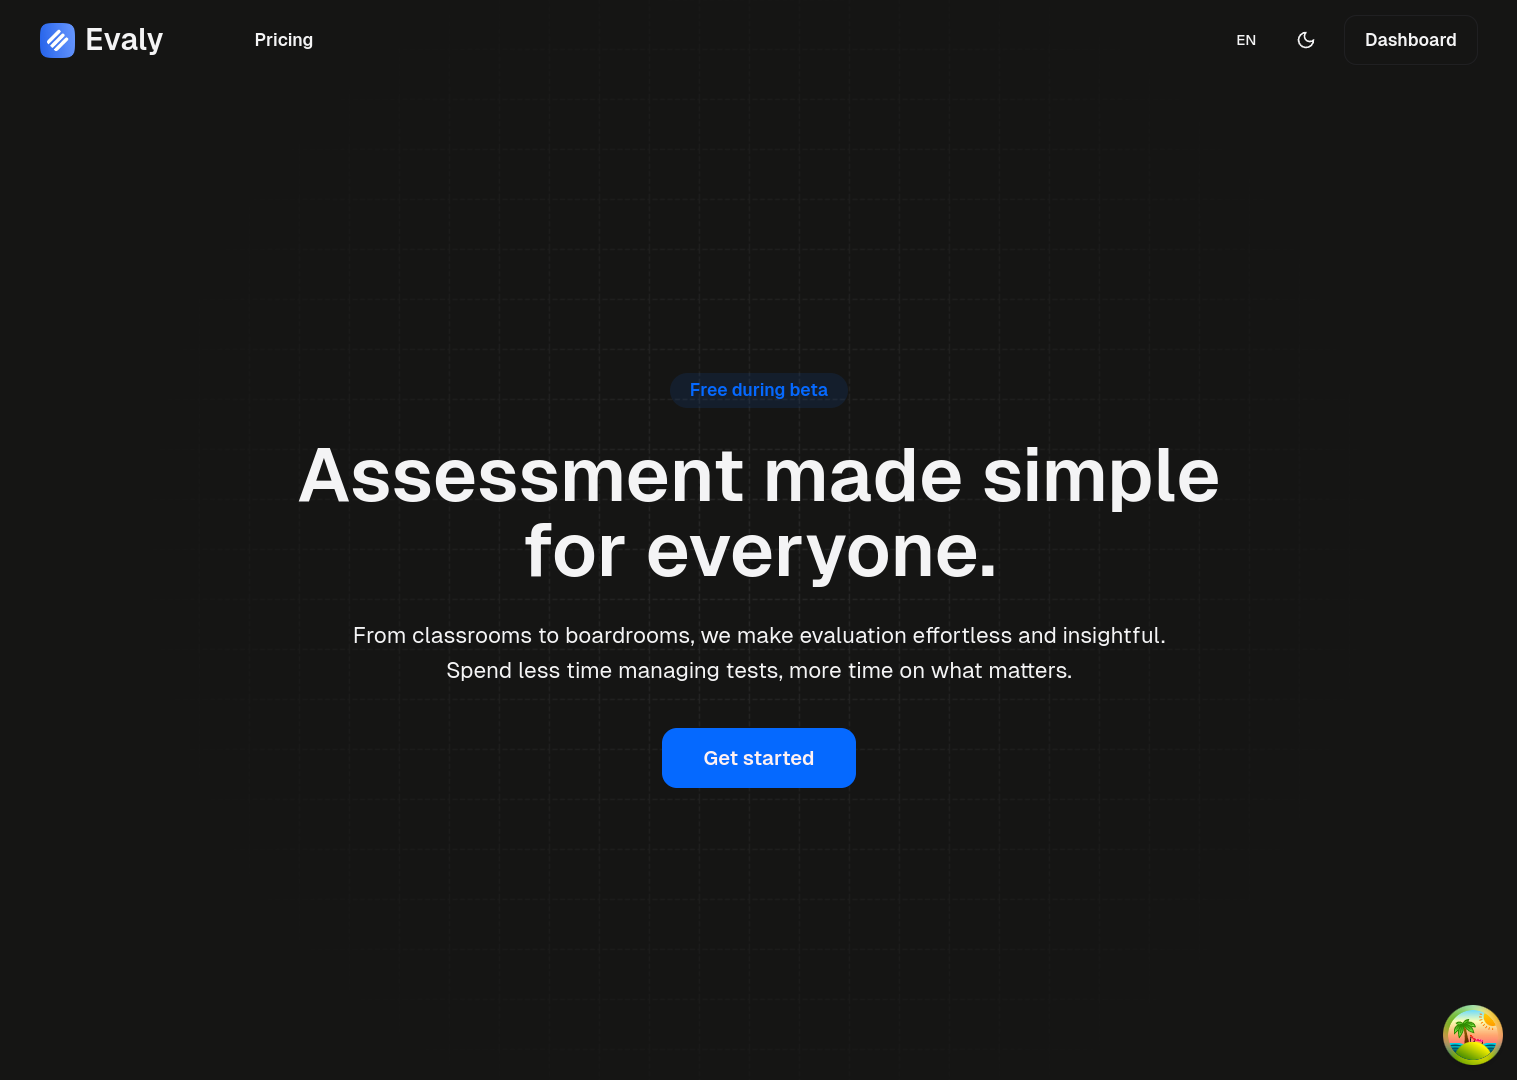 Evaly
Pricing
EN
Dashboard
Free during beta
Assessment made simple
for everyone.
From classrooms to boardrooms, we make evaluation effortless and insightful.
Spend less time managing tests, more time on what matters.
Get started